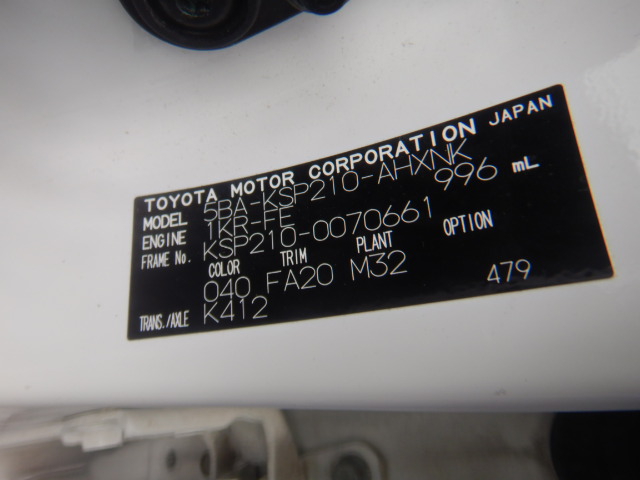 TOYOTA MOTOR CORPORATION JAPAN
MODEL 5BA-KSP210-AHXNK
ENGINE 1KR-FE 996 mL
FRAME No. KSP210-0070661
COLOR TRIM PLANT OPTION
040 FA20 M32
TRANS./AXLE K412 479